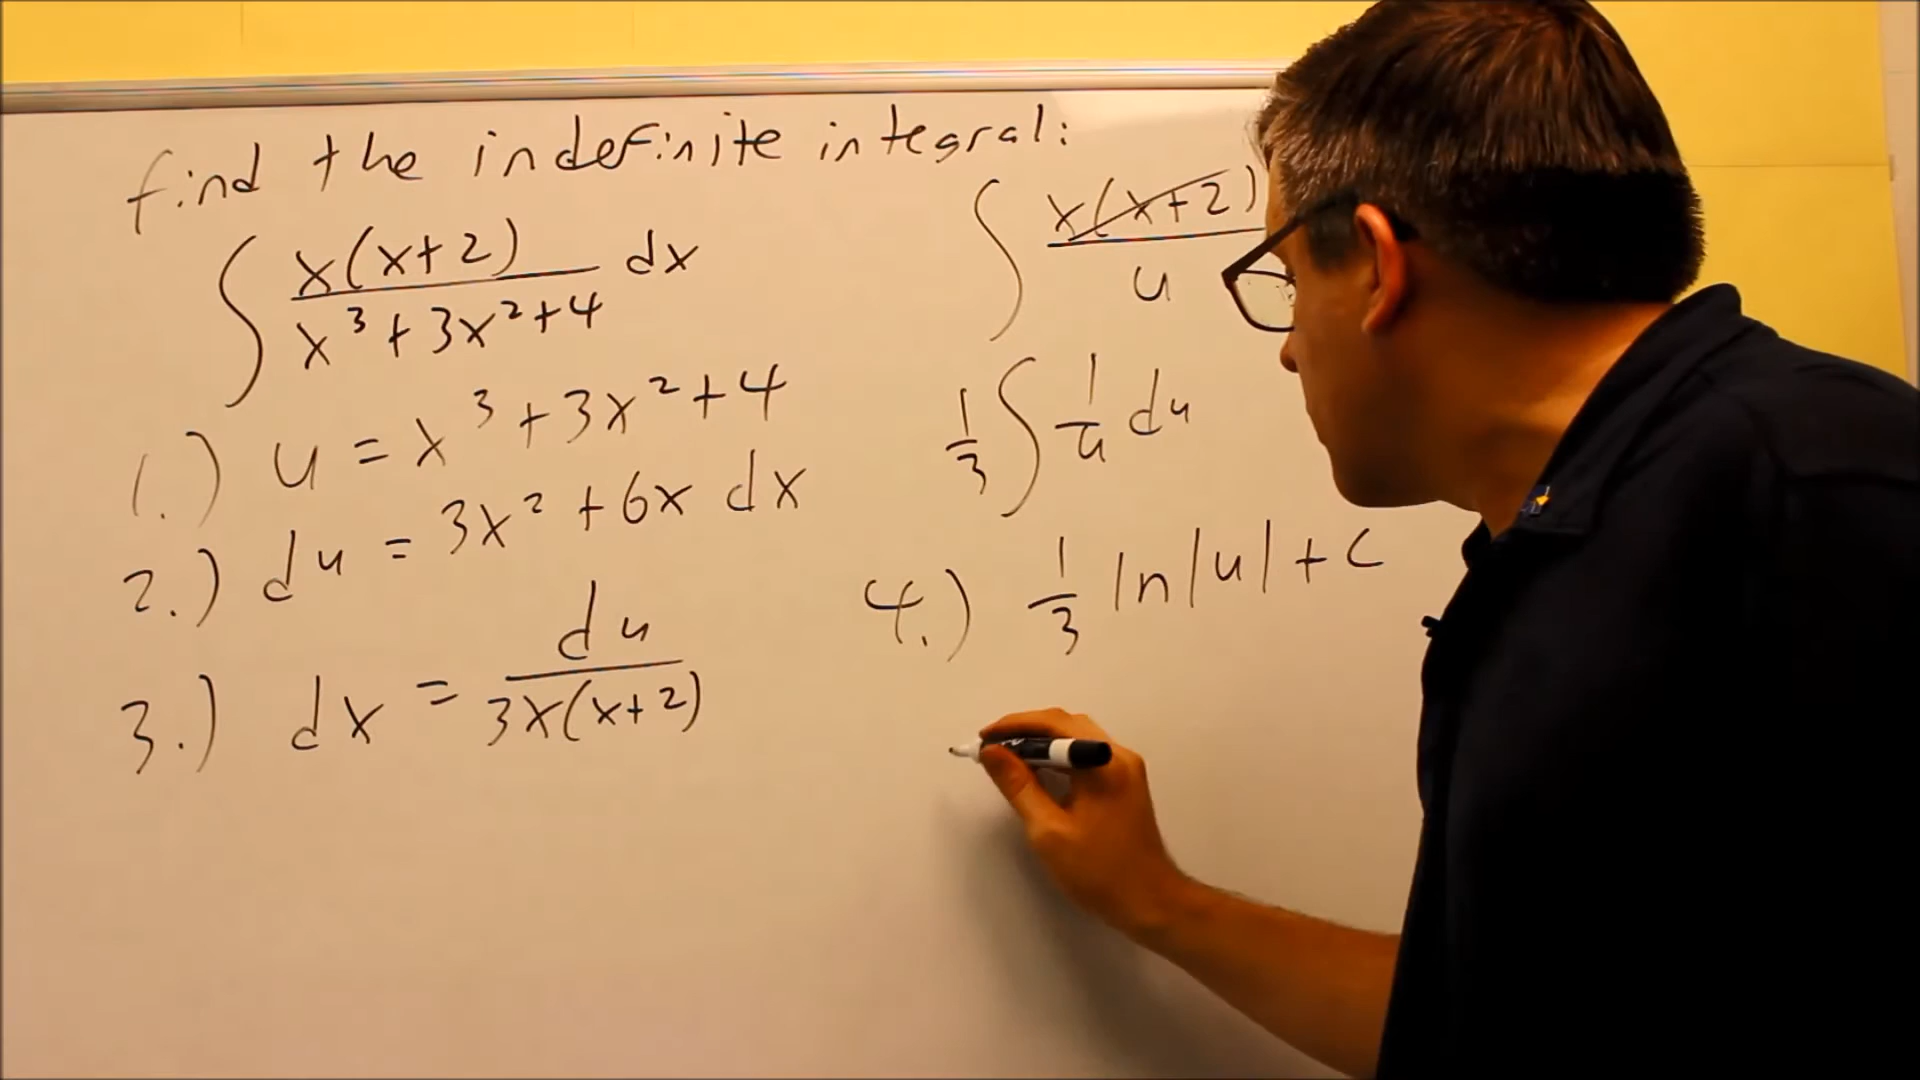 find the indefinite integral:
∫ x(x+2) / x³+3x²+4 dx
1.) u = x³+3x²+4
2.) du = 3x²+6x dx
3.) dx = du / 3x(x+2)
∫ x(x+2) / u
1/3 ∫ 1/u du
4.) 1/3 ln|u|+c